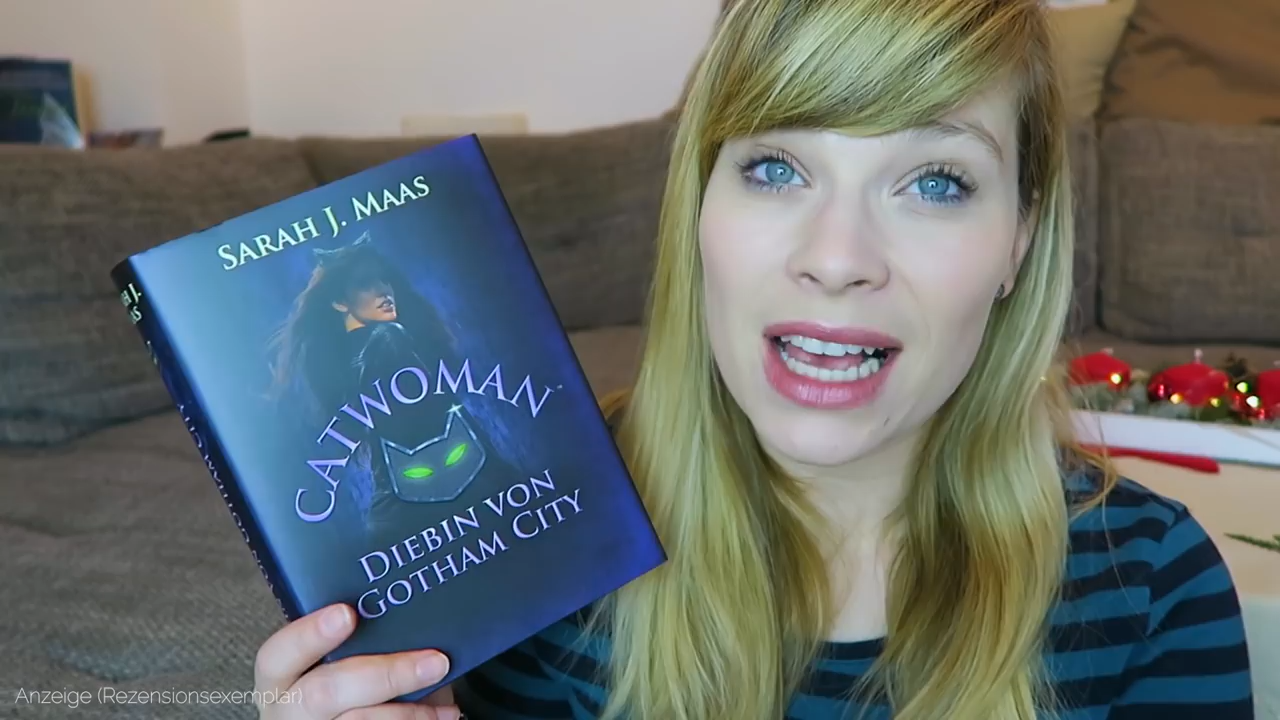 SARAH J. MAAS
CATWOMAN
DIEBIN VON
GOTHAM CITY
Anzeige (Rezensionsexemplar)